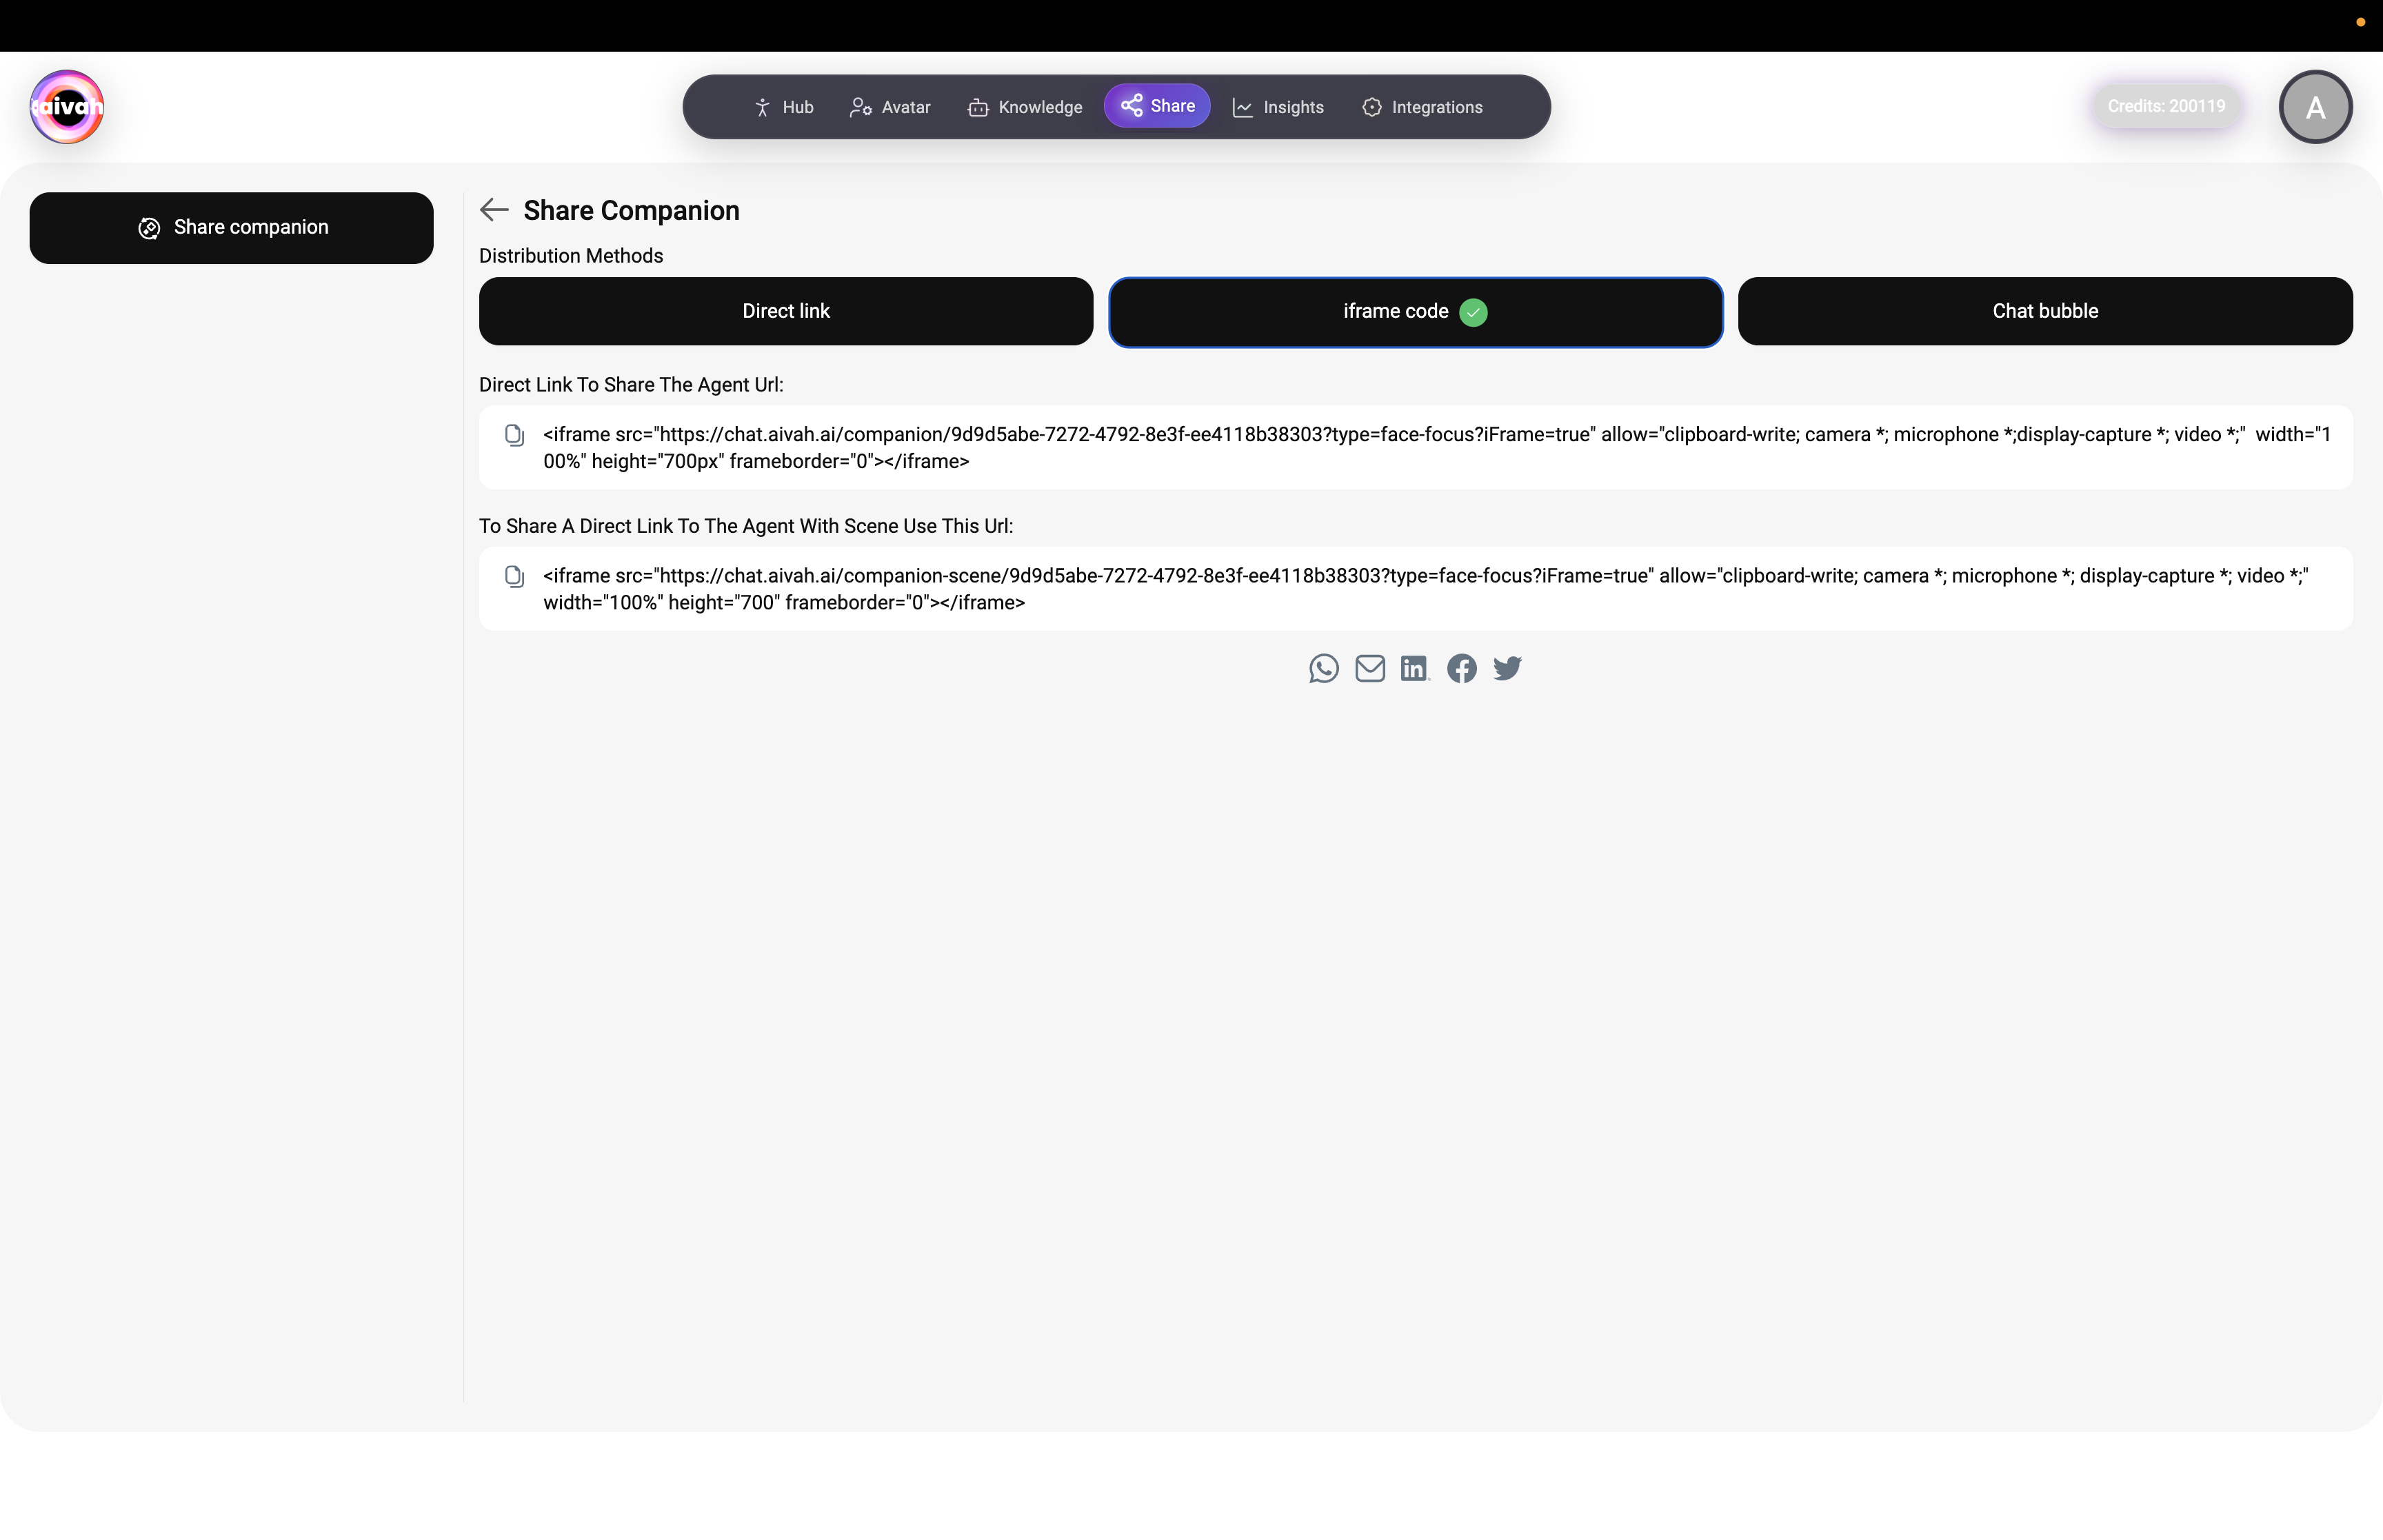 aivah
Hub Avatar Knowledge Share Insights Integrations
Credits: 200119
A
Share companion
Share Companion
Distribution Methods
Direct link
iframe code
Chat bubble
Direct Link To Share The Agent Url:
<iframe src="https://chat.aivah.ai/companion/9d9d5abe-7272-4792-8e3f-ee4118b38303?type=face-focus?iFrame=true" allow="clipboard-write; camera *; microphone *;display-capture *; video *;"  width="1
00%" height="700px" frameborder="0"></iframe>
To Share A Direct Link To The Agent With Scene Use This Url:
<iframe src="https://chat.aivah.ai/companion-scene/9d9d5abe-7272-4792-8e3f-ee4118b38303?type=face-focus?iFrame=true" allow="clipboard-write; camera *; microphone *; display-capture *; video *;"
width="100%" height="700" frameborder="0"></iframe>